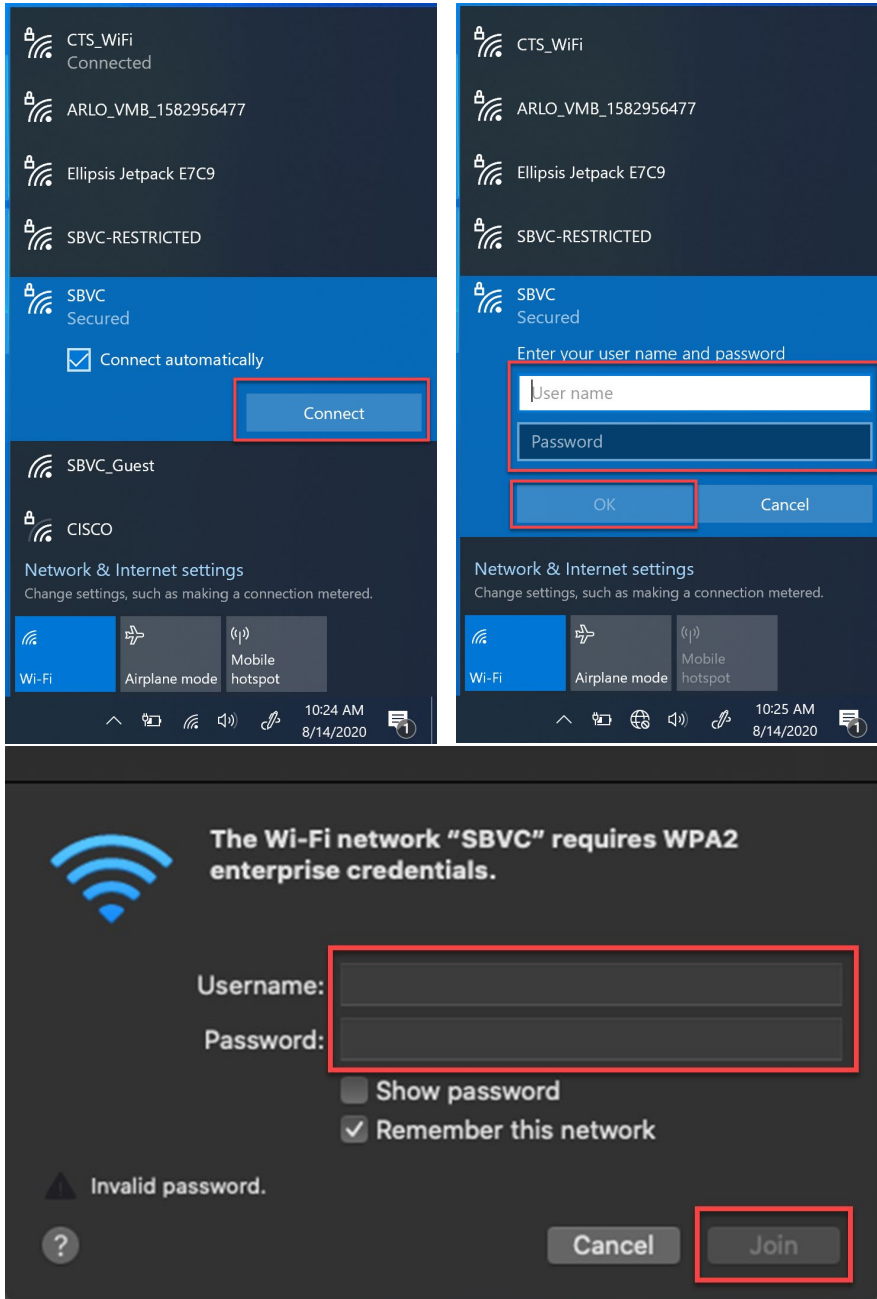 CTS_WiFi
Connected
ARLO_VMB_1582956477
Ellipsis Jetpack E7C9
SBVC-RESTRICTED
SBVC
Secured
Connect automatically
Connect
SBVC_Guest
CISCO
Network & Internet settings
Change settings, such as making a connection metered.
Wi-Fi
Airplane mode
Mobile
hotspot
10:24 AM
8/14/2020
1
CTS_WiFi
ARLO_VMB_1582956477
Ellipsis Jetpack E7C9
SBVC-RESTRICTED
SBVC
Secured
Enter your user name and password
User name
Password
OK
Cancel
Network & Internet settings
Change settings, such as making a connection metered.
Wi-Fi
Airplane mode
Mobile
hotspot
10:25 AM
8/14/2020
1
The Wi-Fi network “SBVC” requires WPA2
enterprise credentials.
Username:
Password:
Show password
Remember this network
Invalid password.
?
Cancel
Join